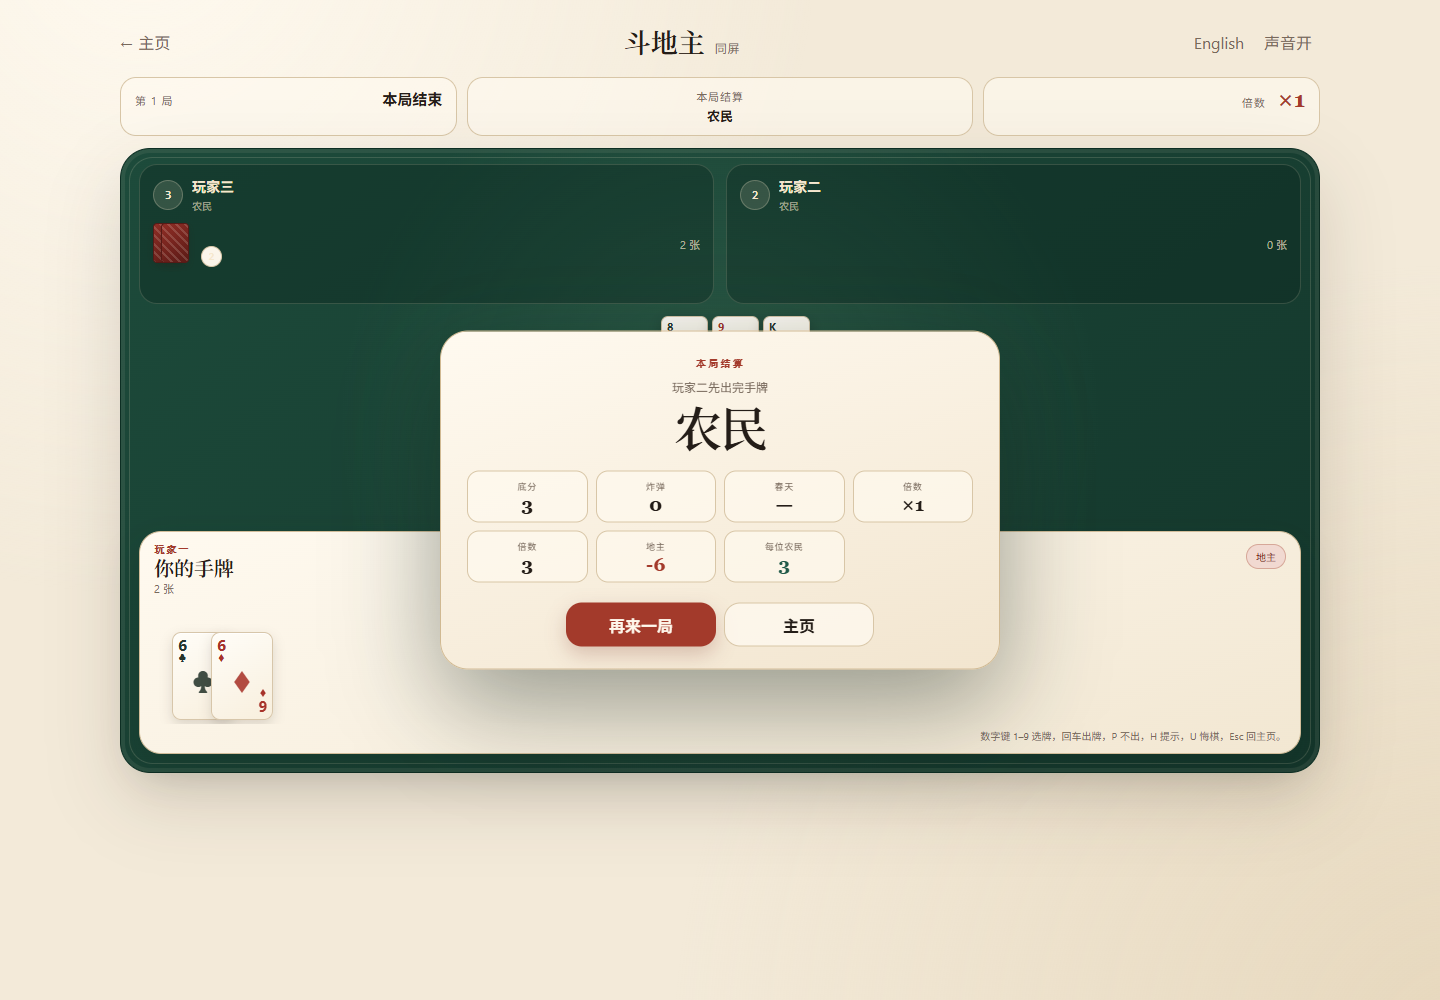 ← 主页
斗地主 同屏
English 声音开
第 1 局 本局结束
本局结算
农民
倍数 ×1
3 玩家三
农民
2 张
2 玩家二
农民
0 张
8 9 K
本局结算
玩家二先出完手牌
农民
底分 炸弹 春天 倍数
3 0 — ×1
倍数 地主 每位农民
3 -6 3
再来一局 主页
玩家一
你的手牌
2 张
地主
6 6
6
数字键 1–9 选牌，回车出牌，P 不出，H 提示，U 悔棋，Esc 回主页。